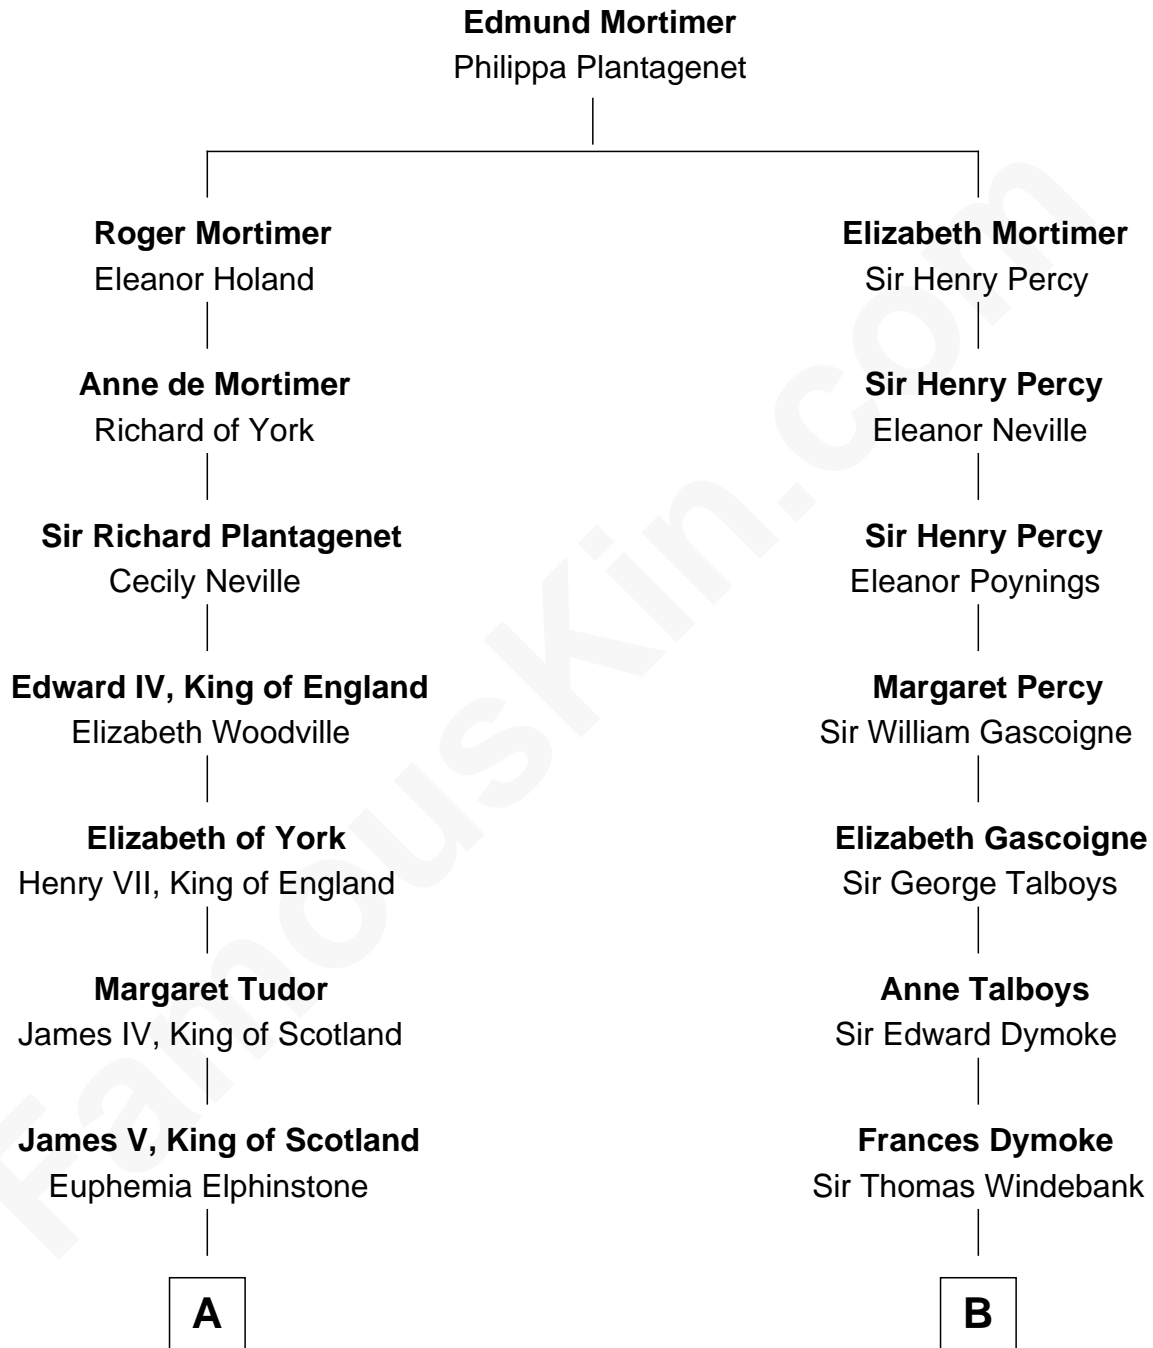 Edmund Mortimer
Philippa Plantagenet
Roger Mortimer
Eleanor Holand
Elizabeth Mortimer
Sir Henry Percy
Anne de Mortimer
Richard of York
Sir Henry Percy
Eleanor Neville
Sir Richard Plantagenet
Cecily Neville
Sir Henry Percy
Eleanor Poynings
Edward IV, King of England
Elizabeth Woodville
Margaret Percy
Sir William Gascoigne
Elizabeth of York
Henry VII, King of England
Elizabeth Gascoigne
Sir George Talboys
Margaret Tudor
James IV, King of Scotland
Anne Talboys
Sir Edward Dymoke
James V, King of Scotland
Euphemia Elphinstone
Frances Dymoke
Sir Thomas Windebank
A
B
FamousKin.com